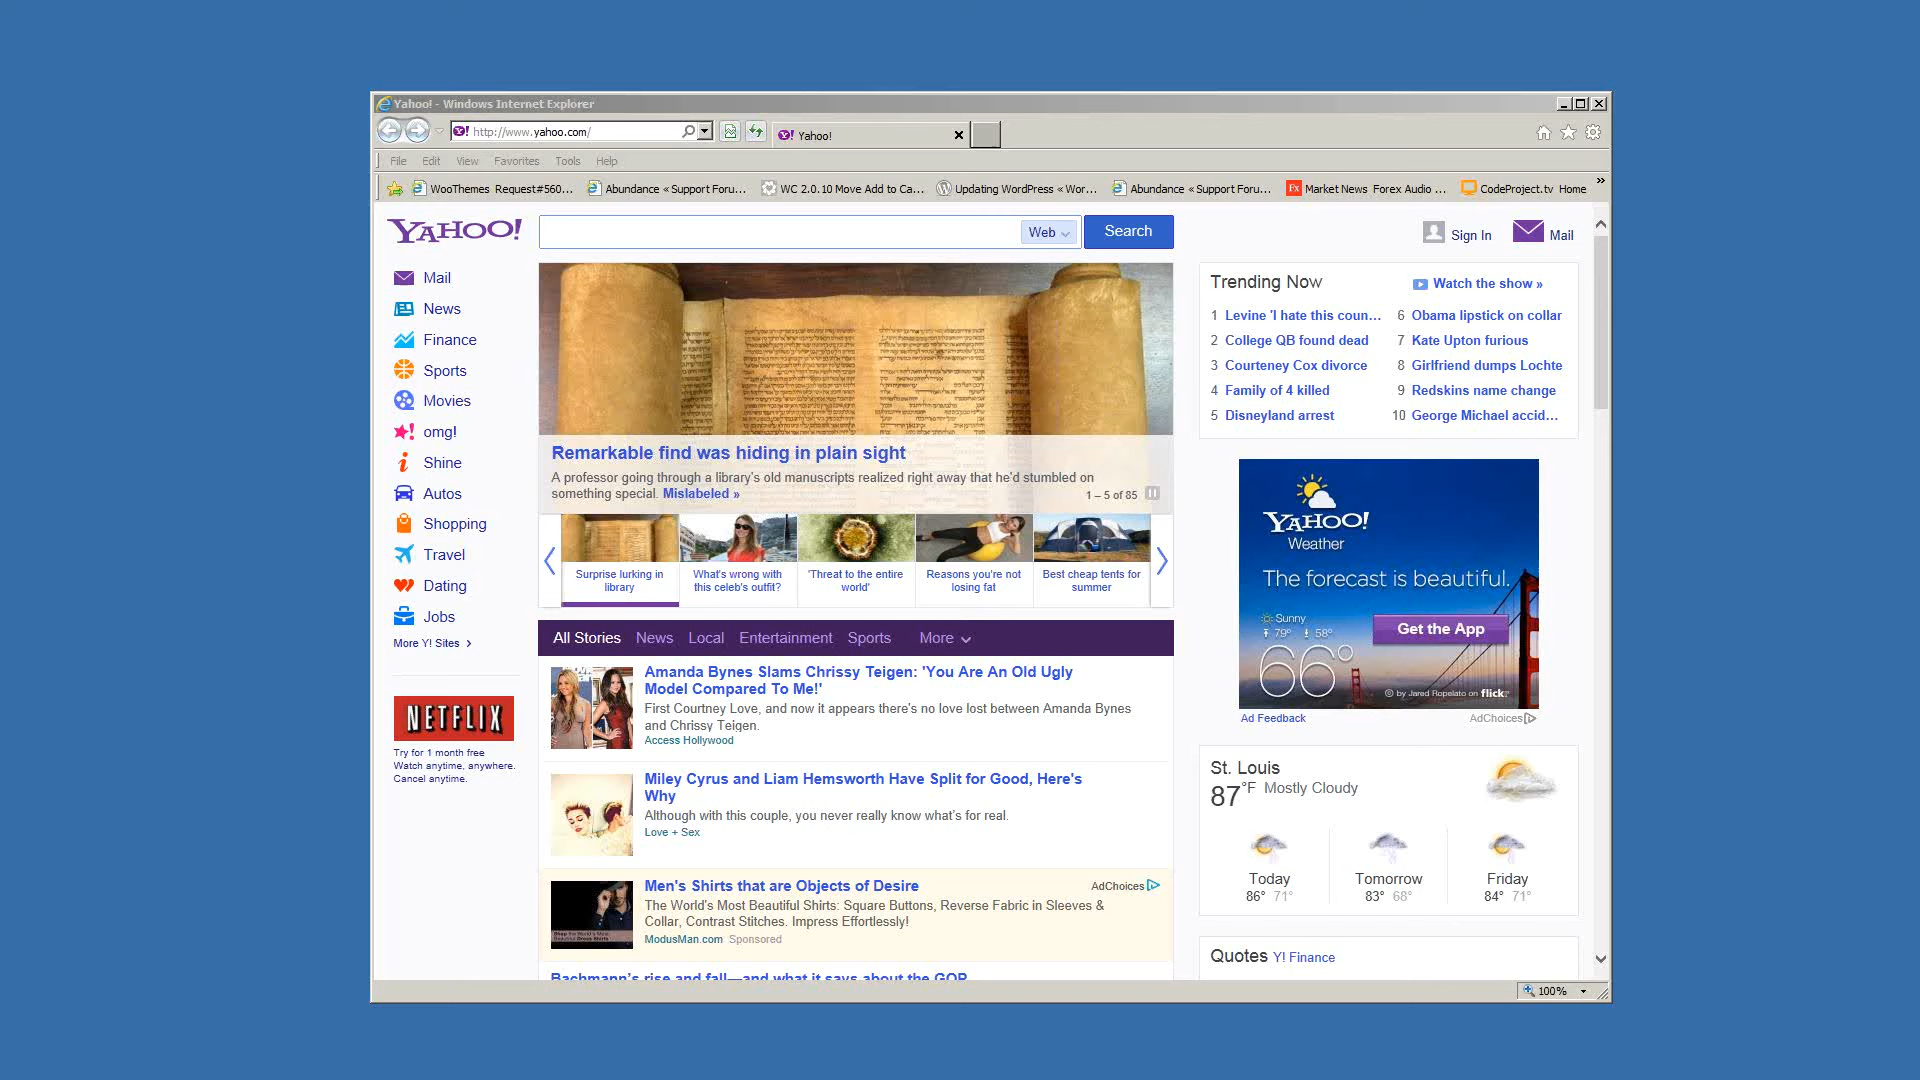 Yahoo! - Windows Internet Explorer
http://www.yahoo.com/
Yahoo!
File Edit View Favorites Tools Help
WooThemes Request#560...
Abundance « Support Foru...
WC 2.0.10 Move Add to Ca...
Updating WordPress « Wor...
Abundance « Support Foru...
Market News Forex Audio ...
CodeProject.tv Home
YAHOO!
Web
Search
Sign In
Mail
Mail
News
Finance
Sports
Movies
omg!
Shine
Autos
Shopping
Travel
Dating
Jobs
More Y! Sites
NETFLIX
Try for 1 month free
Watch anytime, anywhere.
Cancel anytime.
Remarkable find was hiding in plain sight
A professor going through a library's old manuscripts realized right away that he'd stumbled on
something special. Mislabeled »
1 – 5 of 85
Surprise lurking in
library
What's wrong with
this celeb's outfit?
'Threat to the entire
world'
Reasons you're not
losing fat
Best cheap tents for
summer
All Stories News Local Entertainment Sports More
Amanda Bynes Slams Chrissy Teigen: 'You Are An Old Ugly
Model Compared To Me!'
First Courtney Love, and now it appears there's no love lost between Amanda Bynes
and Chrissy Teigen.
Access Hollywood
Miley Cyrus and Liam Hemsworth Have Split for Good, Here's
Why
Although with this couple, you never really know what's for real.
Love + Sex
Men's Shirts that are Objects of Desire
AdChoices
The World's Most Beautiful Shirts: Square Buttons, Reverse Fabric in Sleeves &
Collar, Contrast Stitches. Impress Effortlessly!
ModusMan.com Sponsored
Bachmann's rise and fall—and what it says about the GOP
Trending Now
Watch the show »
1 Levine 'I hate this coun...
2 College QB found dead
3 Courteney Cox divorce
4 Family of 4 killed
5 Disneyland arrest
6 Obama lipstick on collar
7 Kate Upton furious
8 Girlfriend dumps Lochte
9 Redskins name change
10 George Michael accid...
YAHOO!
Weather
The forecast is beautiful.
Sunny
79° 58°
66°
Get the App
© by Jared Ropelato on flickr
Ad Feedback
AdChoices
St. Louis
87°F Mostly Cloudy
Today
86° 71°
Tomorrow
83° 68°
Friday
84° 71°
Quotes Y! Finance
100%